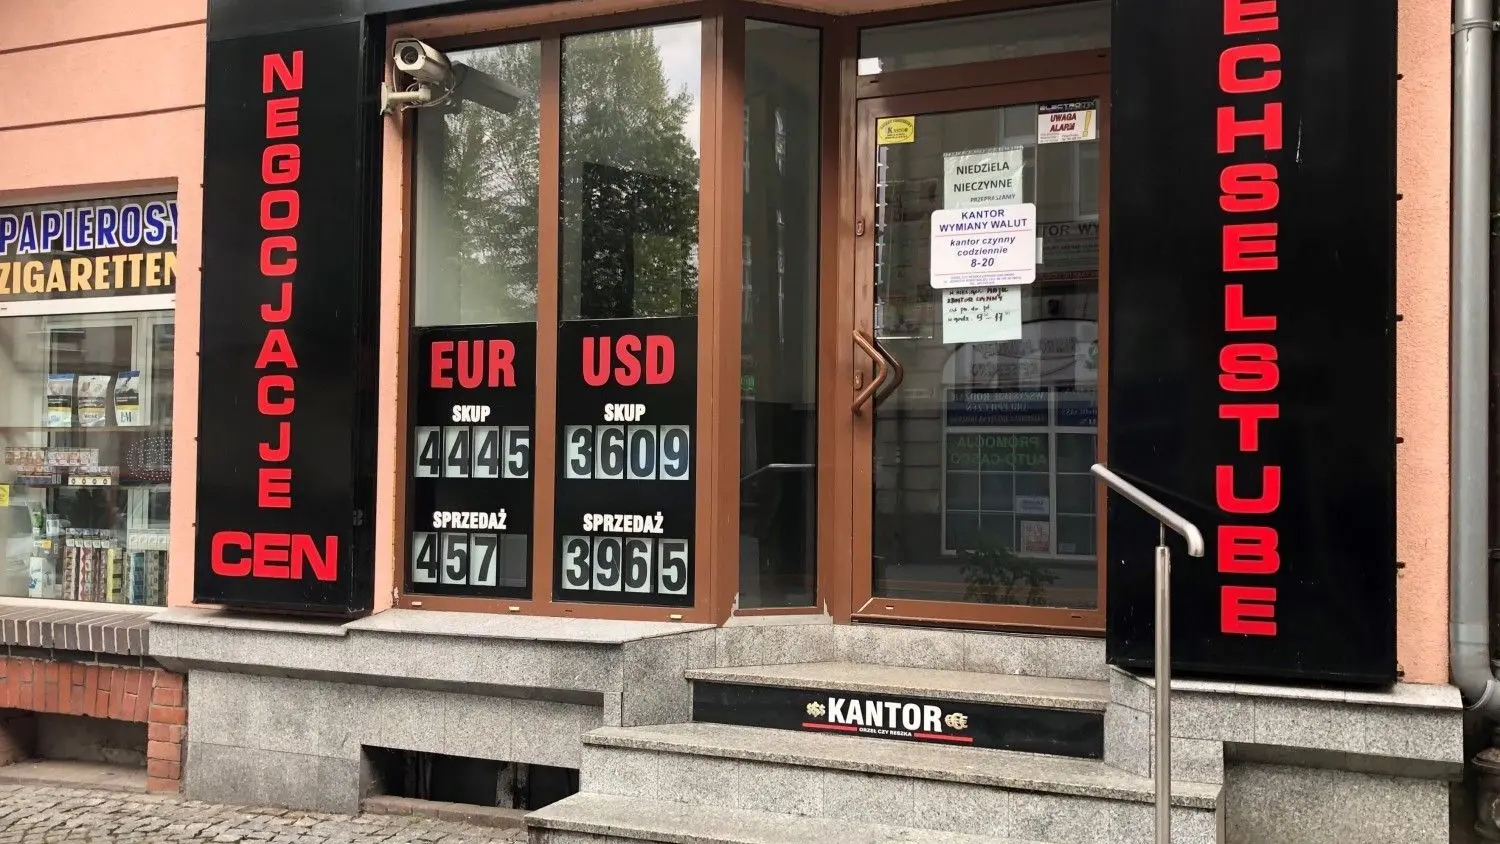 PAPIEROSY
ZIGARETTEN
NEGOCJACJE
CEN
EUR
SKUP
4445
SPRZEDAŻ
457
USD
SKUP
3609
SPRZEDAŻ
3965
KANTOR
UWAGA
ALARM
!
NIEDZIELA
NIECZYNNE
PRZEPRASZAMY
KANTOR
WYMIANY WALUT
kantor czynny
codziennie
8-20
KANTOR
ORZEŁ CZY RESZKA
ECHSELSTUBE